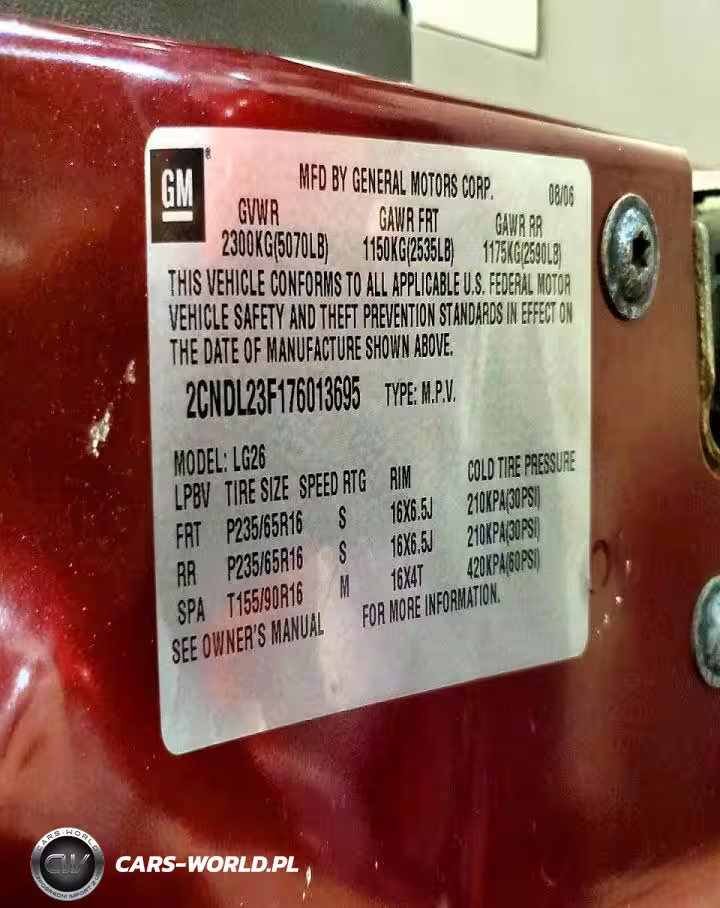 GM
MFD BY GENERAL MOTORS CORP. 08/06
GVWR GAWR FRT GAWR RR
2300KG(5070LB) 1150KG(2535LB) 1175KG(2590LB)
THIS VEHICLE CONFORMS TO ALL APPLICABLE U.S. FEDERAL MOTOR
VEHICLE SAFETY AND THEFT PREVENTION STANDARDS IN EFFECT ON
THE DATE OF MANUFACTURE SHOWN ABOVE.
2CNDL23F176013695 TYPE: M.P.V.
MODEL: LG26
LPBV TIRE SIZE SPEED RTG RIM COLD TIRE PRESSURE
FRT P235/65R16 S 16X6.5J 210KPA(30PSI)
RR P235/65R16 S 16X6.5J 210KPA(30PSI)
SPA T155/90R16 M 16X4T 420KPA(60PSI)
SEE OWNER'S MANUAL FOR MORE INFORMATION.
CARS-WORLD
CW
CARS-WORLD.PL